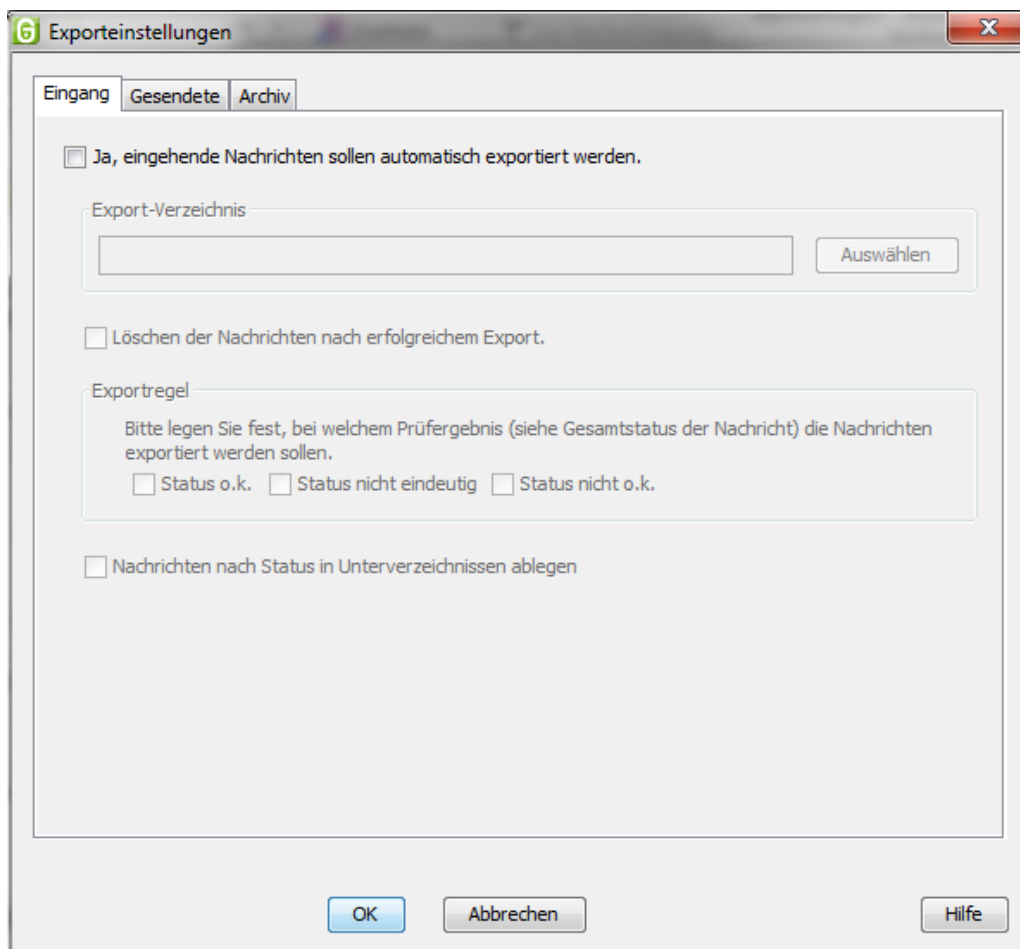 Exporteinstellungen
Eingang Gesendete Archiv
Ja, eingehende Nachrichten sollen automatisch exportiert werden.
Export-Verzeichnis
Auswählen
Löschen der Nachrichten nach erfolgreichem Export.
Exportregel
Bitte legen Sie fest, bei welchem Prüfergebnis (siehe Gesamtstatus der Nachricht) die Nachrichten
exportiert werden sollen.
Status o.k. Status nicht eindeutig Status nicht o.k.
Nachrichten nach Status in Unterverzeichnissen ablegen
OK Abbrechen Hilfe